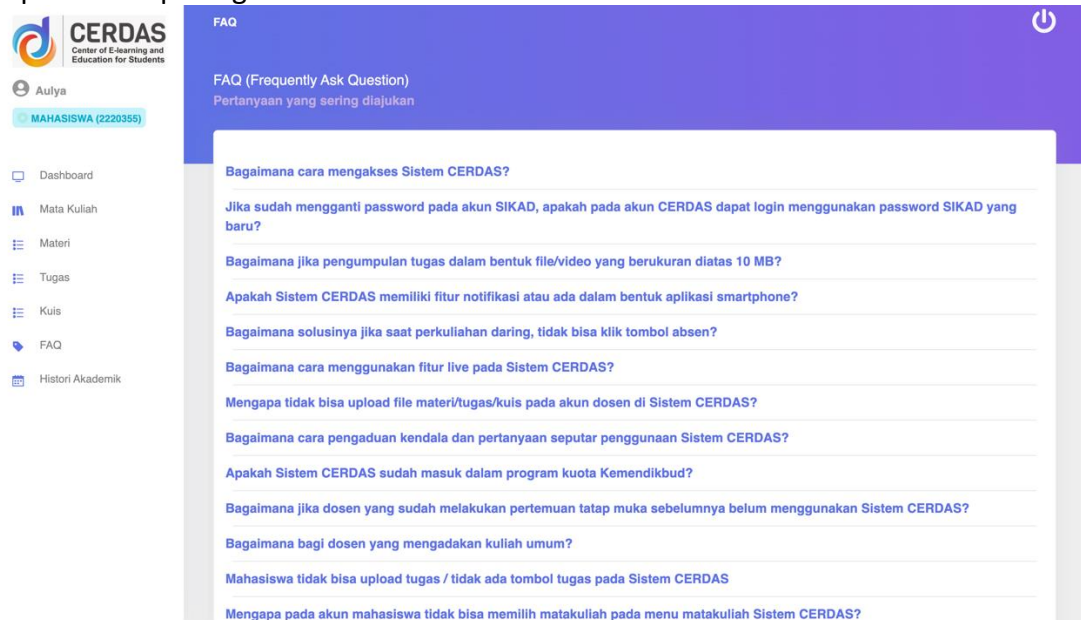 CERDAS
Center of E-learning and
Education for Students
Aulya
MAHASISWA (2220355)
Dashboard
Mata Kuliah
Materi
Tugas
Kuis
FAQ
Histori Akademik
FAQ
FAQ (Frequently Ask Question)
Pertanyaan yang sering diajukan
Bagaimana cara mengakses Sistem CERDAS?
Jika sudah mengganti password pada akun SIKAD, apakah pada akun CERDAS dapat login menggunakan password SIKAD yang
baru?
Bagaimana jika pengumpulan tugas dalam bentuk file/video yang berukuran diatas 10 MB?
Apakah Sistem CERDAS memiliki fitur notifikasi atau ada dalam bentuk aplikasi smartphone?
Bagaimana solusinya jika saat perkuliahan daring, tidak bisa klik tombol absen?
Bagaimana cara menggunakan fitur live pada Sistem CERDAS?
Mengapa tidak bisa upload file materi/tugas/kuis pada akun dosen di Sistem CERDAS?
Bagaimana cara pengaduan kendala dan pertanyaan seputar penggunaan Sistem CERDAS?
Apakah Sistem CERDAS sudah masuk dalam program kuota Kemendikbud?
Bagaimana jika dosen yang sudah melakukan pertemuan tatap muka sebelumnya belum menggunakan Sistem CERDAS?
Bagaimana bagi dosen yang mengadakan kuliah umum?
Mahasiswa tidak bisa upload tugas / tidak ada tombol tugas pada Sistem CERDAS
Mengapa pada akun mahasiswa tidak bisa memilih matakuliah pada menu matakuliah Sistem CERDAS?